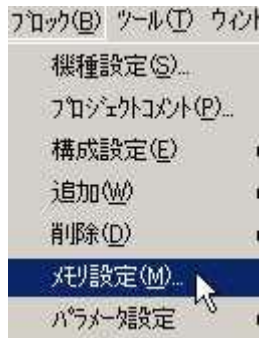 ブロック(B) ツール(T) ウィント
機種設定(S)...
プロジェクトコメント(P)...
構成設定(E)
追加(W)
削除(D)
メモリ設定(M)...
パラメータ設定